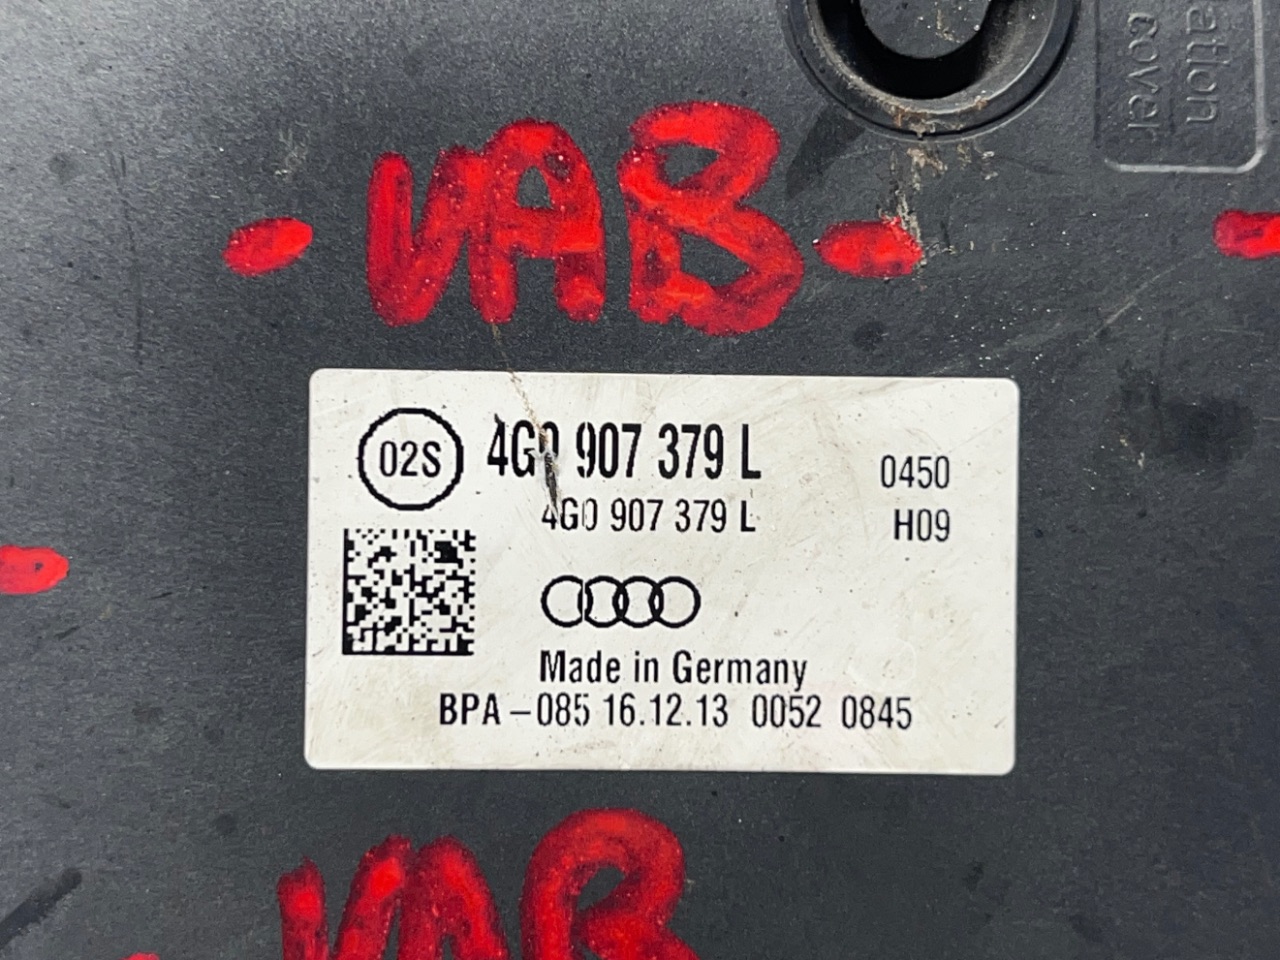 ation
cover
VAB
02S
4G0 907 379 L
0450
4G0 907 379 L
H09
Made in Germany
BPA – 085 16.12.13 0052 0845
VAB